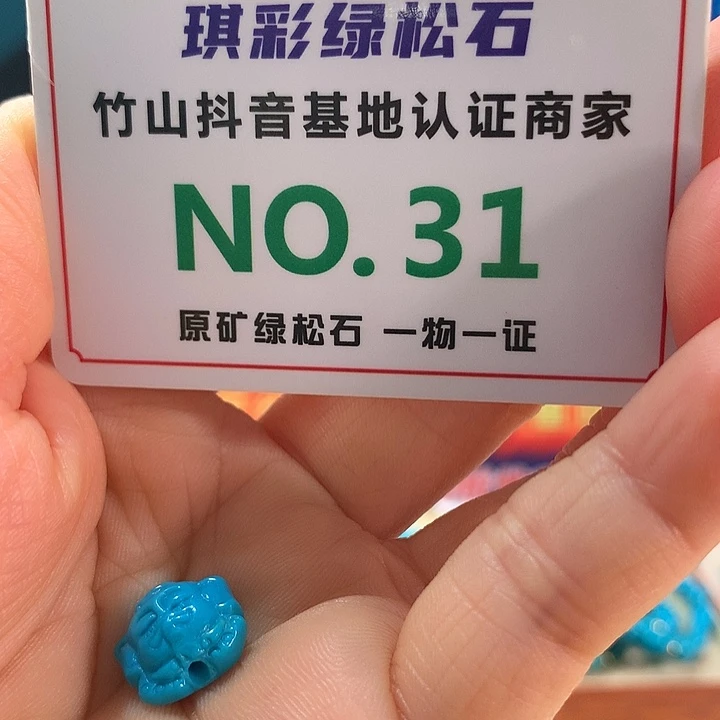 琪彩绿松石
竹山抖音基地认证商家
NO. 31
原矿绿松石 一物一证